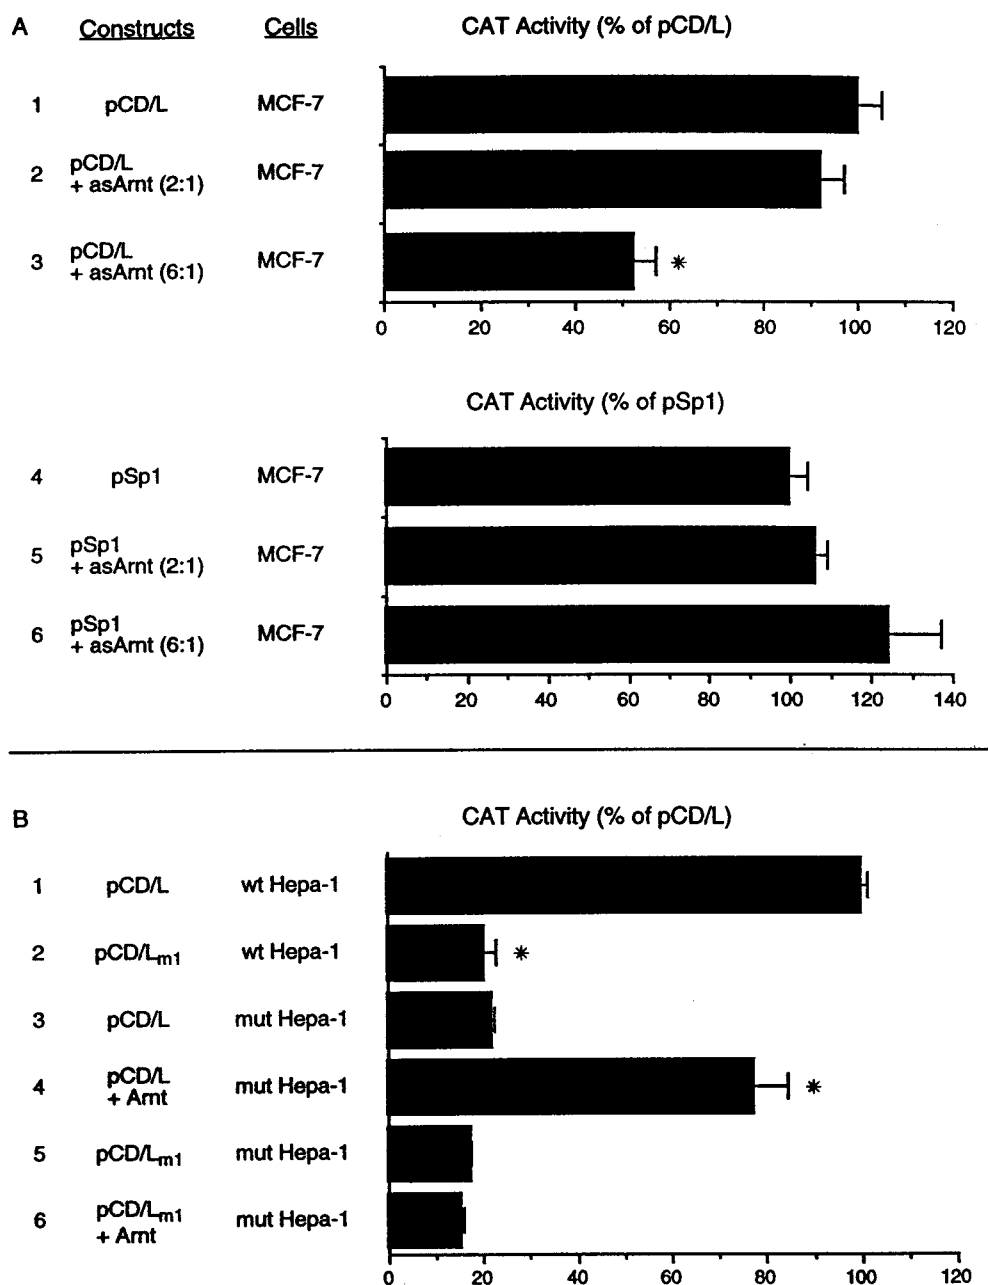 A Constructs Cells CAT Activity (% of pCD/L)
1 pCD/L MCF-7
2 pCD/L + asArnt (2:1) MCF-7
3 pCD/L + asArnt (6:1) MCF-7 *
0 20 40 60 80 100 120
CAT Activity (% of pSp1)
4 pSp1 MCF-7
5 pSp1 + asArnt (2:1) MCF-7
6 pSp1 + asArnt (6:1) MCF-7
0 20 40 60 80 100 120 140
B CAT Activity (% of pCD/L)
1 pCD/L wt Hepa-1
2 pCD/Lm1 wt Hepa-1 *
3 pCD/L mut Hepa-1
4 pCD/L + Arnt mut Hepa-1 *
5 pCD/Lm1 mut Hepa-1
6 pCD/Lm1 + Arnt mut Hepa-1
0 20 40 60 80 100 120